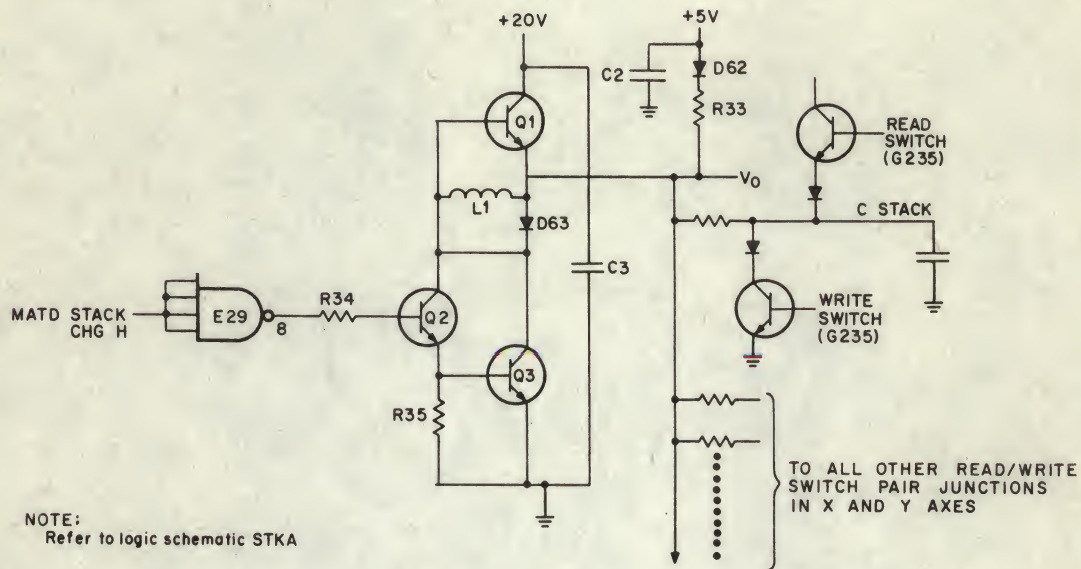 +20V
+5V
C2
D62
R33
Q1
READ
SWITCH
(G235)
V0
L1
D63
C STACK
C3
MATD STACK
CHG H
E29
8
R34
Q2
WRITE
SWITCH
(G235)
Q3
R35
TO ALL OTHER READ/WRITE
SWITCH PAIR JUNCTIONS
IN X AND Y AXES
NOTE:
Refer to logic schematic STKA